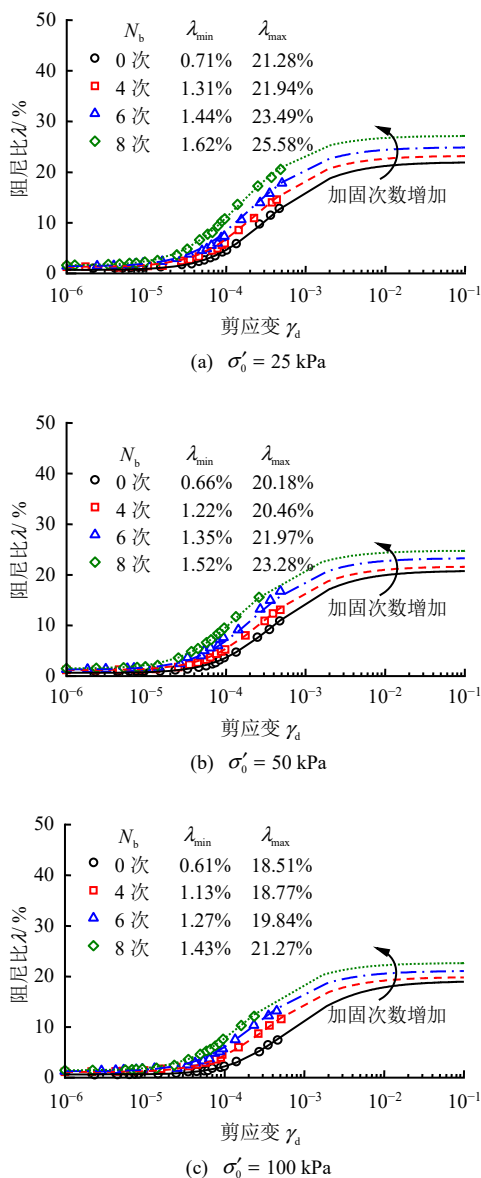 50
N_b λ_min λ_max
0 次 0.71% 21.28%
40
4 次 1.31% 21.94%
6 次 1.44% 23.49%
30
8 次 1.62% 25.58%
阻尼比λ/ %
20
加固次数增加
10
0
10⁻⁶ 10⁻⁵ 10⁻⁴ 10⁻³ 10⁻² 10⁻¹
剪应变 γ_d
(a) σ′₀ = 25 kPa
50
N_b λ_min λ_max
0 次 0.66% 20.18%
40
4 次 1.22% 20.46%
6 次 1.35% 21.97%
30
8 次 1.52% 23.28%
阻尼比λ/ %
20
加固次数增加
10
0
10⁻⁶ 10⁻⁵ 10⁻⁴ 10⁻³ 10⁻² 10⁻¹
剪应变 γ_d
(b) σ′₀ = 50 kPa
50
N_b λ_min λ_max
0 次 0.61% 18.51%
40
4 次 1.13% 18.77%
6 次 1.27% 19.84%
30
8 次 1.43% 21.27%
阻尼比λ/ %
20
加固次数增加
10
0
10⁻⁶ 10⁻⁵ 10⁻⁴ 10⁻³ 10⁻² 10⁻¹
剪应变 γ_d
(c) σ′₀ = 100 kPa